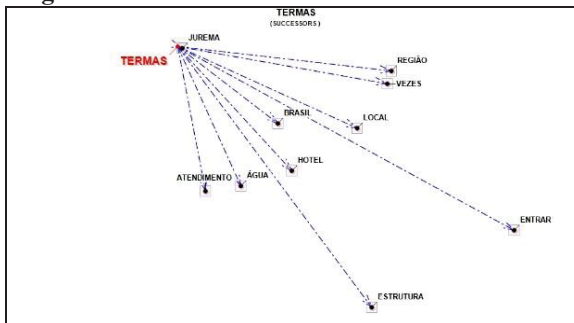 TERMAS
(SUCCESSORS)
JUREMA
TERMAS
REGIÃO
VEZES
BRASIL
LOCAL
HOTEL
ATENDIMENTO
ÁGUA
ENTRAR
ESTRUTURA